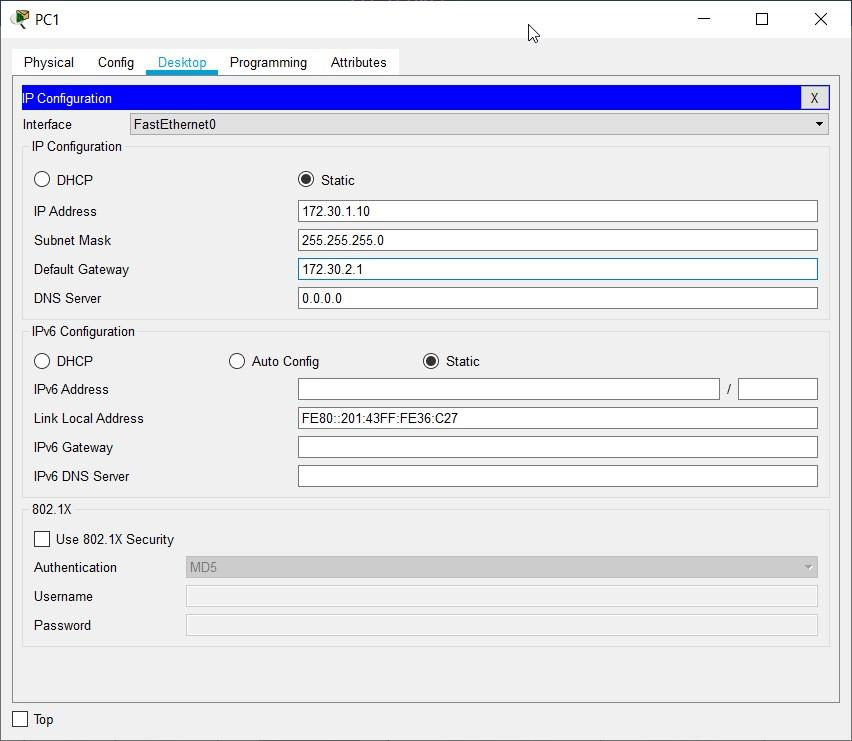 PC1
Physical Config Desktop Programming Attributes
IP Configuration X
Interface FastEthernet0
IP Configuration
DHCP Static
IP Address 172.30.1.10
Subnet Mask 255.255.255.0
Default Gateway 172.30.2.1
DNS Server 0.0.0.0
IPv6 Configuration
DHCP Auto Config Static
IPv6 Address /
Link Local Address FE80::201:43FF:FE36:C27
IPv6 Gateway
IPv6 DNS Server
802.1X
Use 802.1X Security
Authentication MD5
Username
Password
Top